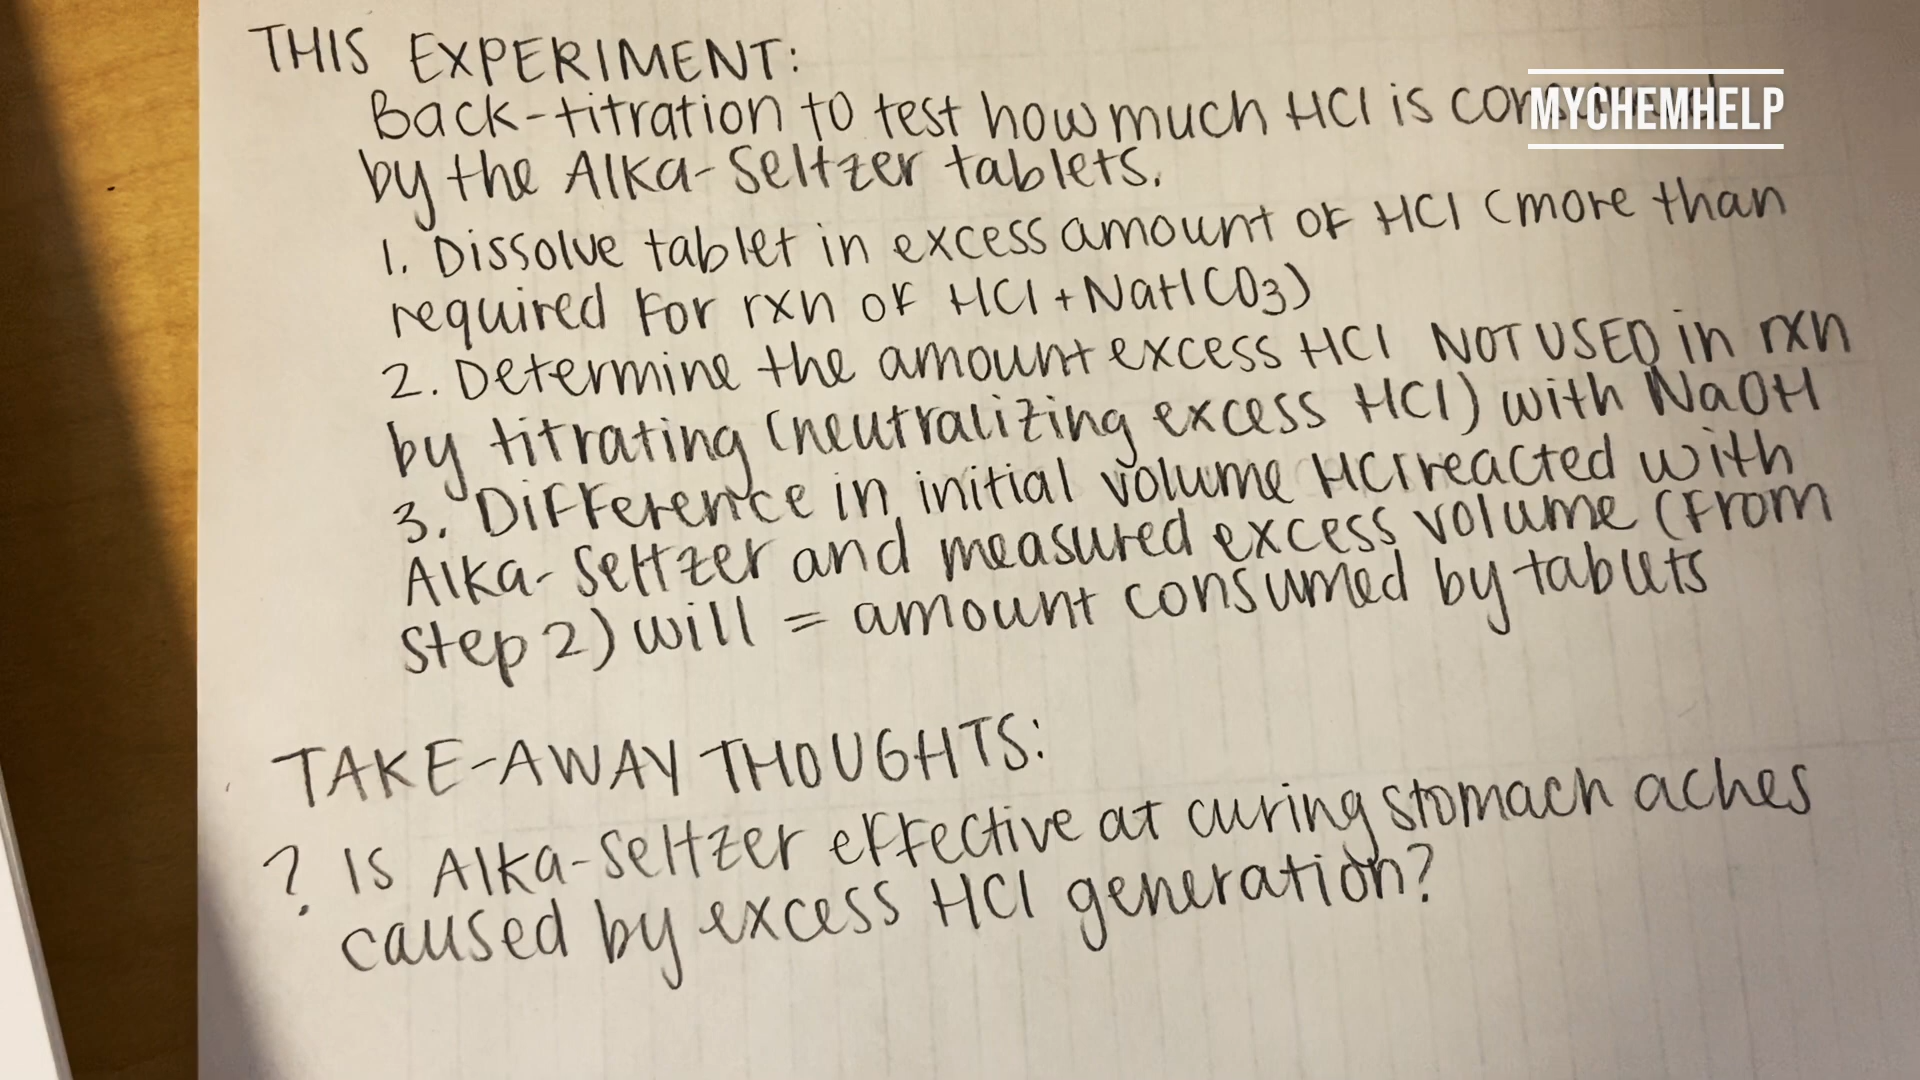 THIS EXPERIMENT:
Back-titration to test how much HCl is
MYCHEMHELP
by the Alka-Seltzer tablets.
1. Dissolve tablet in excess amount of HCl (more than
required for rxn of HCl + NaHCO3)
2. Determine the amount excess HCl NOT USED in rxn
by titrating (neutralizing excess HCl) with NaOH
3. Difference in initial volume HCl reacted with
Alka-Seltzer and measured excess volume (from
step 2) will = amount consumed by tablets
TAKE-AWAY THOUGHTS:
? Is Alka-Seltzer effective at curing stomach aches
caused by excess HCl generation?